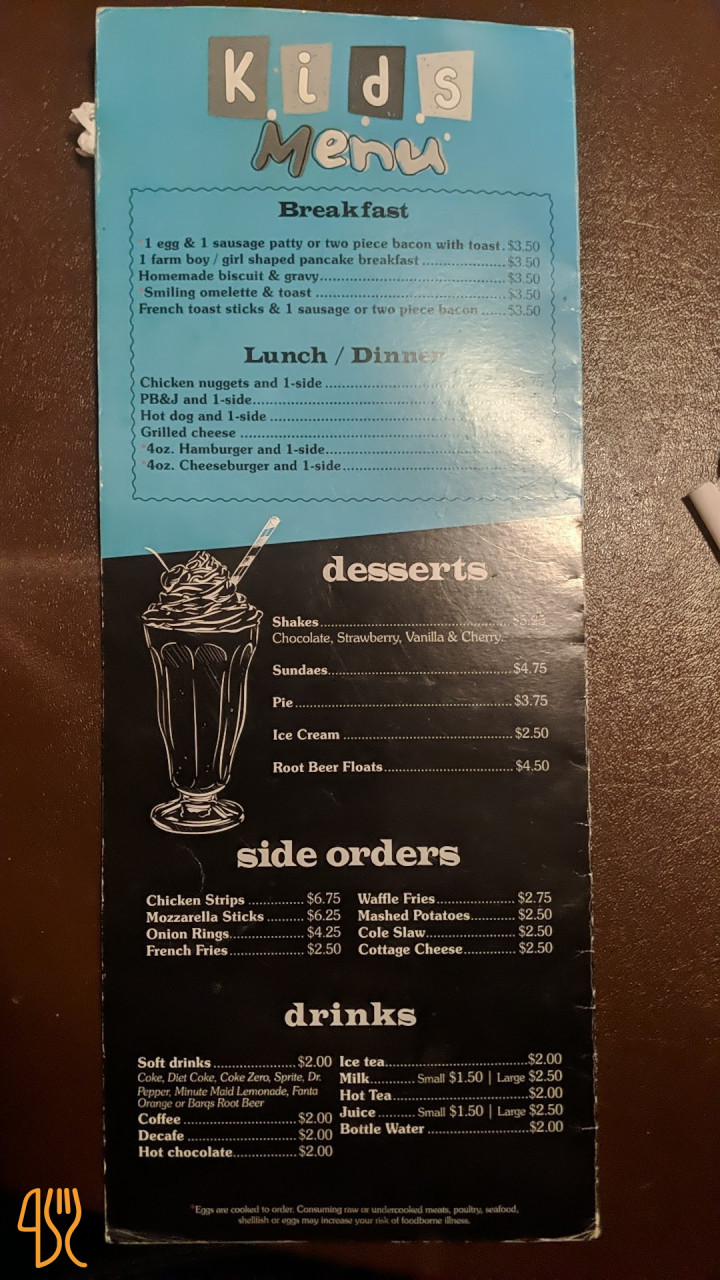 Kids
Menu
Breakfast
*1 egg & 1 sausage patty or two piece bacon with toast. $3.50
1 farm boy / girl shaped pancake breakfast ........ $3.50
Homemade biscuit & gravy........ $3.50
*Smiling omelette & toast ........ $3.50
French toast sticks & 1 sausage or two piece bacon ...... $3.50
Lunch / Dinner
Chicken nuggets and 1-side ........
PB&J and 1-side........
Hot dog and 1-side ........
Grilled cheese ........
*4oz. Hamburger and 1-side........
*4oz. Cheeseburger and 1-side........
desserts
Shakes........
Chocolate, Strawberry, Vanilla & Cherry.
Sundaes........ $4.75
Pie........ $3.75
Ice Cream ........ $2.50
Root Beer Floats........ $4.50
side orders
Chicken Strips ........ $6.75 Waffle Fries........ $2.75
Mozzarella Sticks ........ $6.25 Mashed Potatoes........ $2.50
Onion Rings........ $4.25 Cole Slaw........ $2.50
French Fries........ $2.50 Cottage Cheese........ $2.50
drinks
Soft drinks ........ $2.00
Coke, Diet Coke, Coke Zero, Sprite, Dr.
Pepper, Minute Maid Lemonade, Fanta
Orange or Barqs Root Beer
Coffee ........ $2.00
Decafe ........ $2.00
Hot chocolate........ $2.00
Ice tea........ $2.00
Milk........ Small $1.50 | Large $2.50
Hot Tea........ $2.00
Juice ........ Small $1.50 | Large $2.50
Bottle Water ........ $2.00
*Eggs are cooked to order. Consuming raw or undercooked meats, poultry, seafood,
shellfish or eggs may increase your risk of foodborne illness.